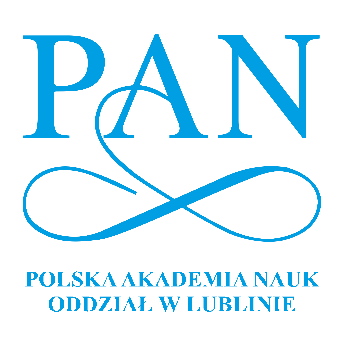 PAN
POLSKA AKADEMIA NAUK
ODDZIAŁ W LUBLINIE